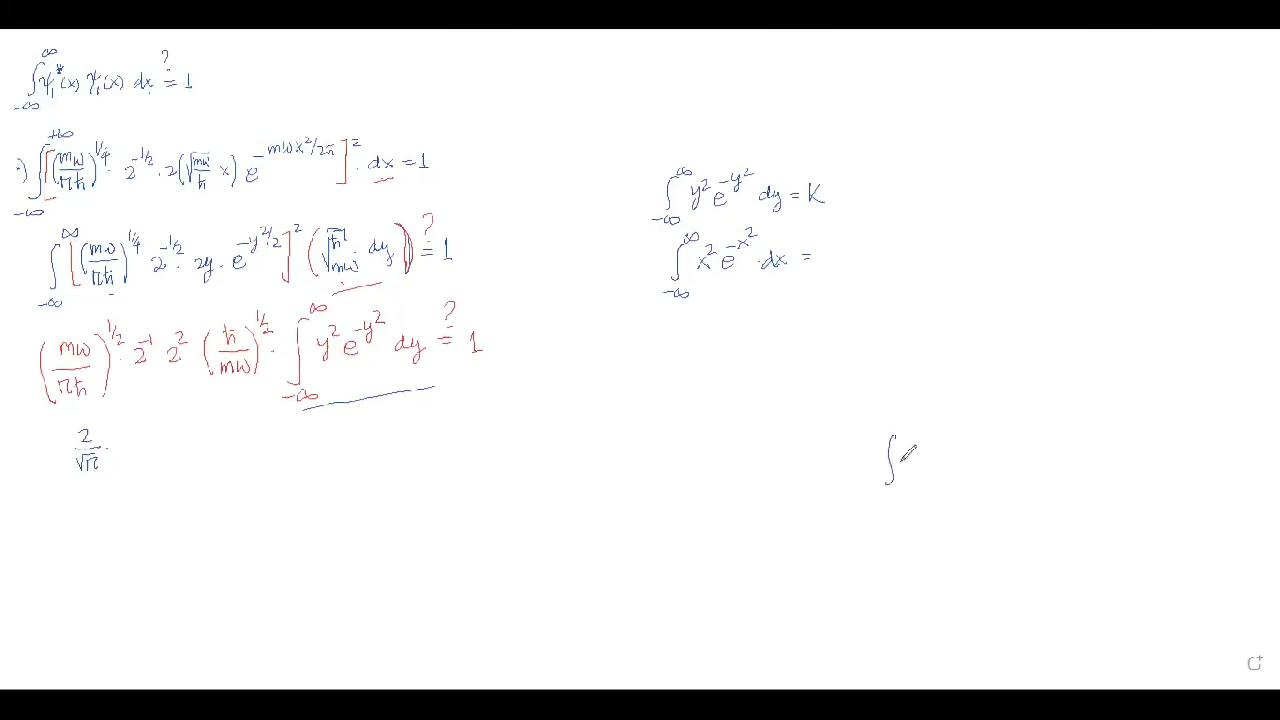 ∫_{-∞}^{∞} ψ₁*(x) ψ₁(x) dx ≟ 1
∴) ∫_{-∞}^{+∞} [(mω/πħ)^{1/4} · 2^{-1/2} · 2(√(mω/ħ) x) e^{-mωx²/2ħ}]² · dx = 1
∫_{-∞}^{∞} [(mω/πħ)^{1/4} · 2^{-1/2} · 2y · e^{-y²/2}]² (√(ħ/mω) · dy) ≟ 1
(mω/πħ)^{1/2} · 2^{-1} 2² (ħ/mω)^{1/2} · ∫_{-∞}^{∞} y² e^{-y²} dy ≟ 1
2/√π ·
∫_{-∞}^{∞} y² e^{-y²} dy = K
∫_{-∞}^{∞} x² e^{-x²} · dx =
∫